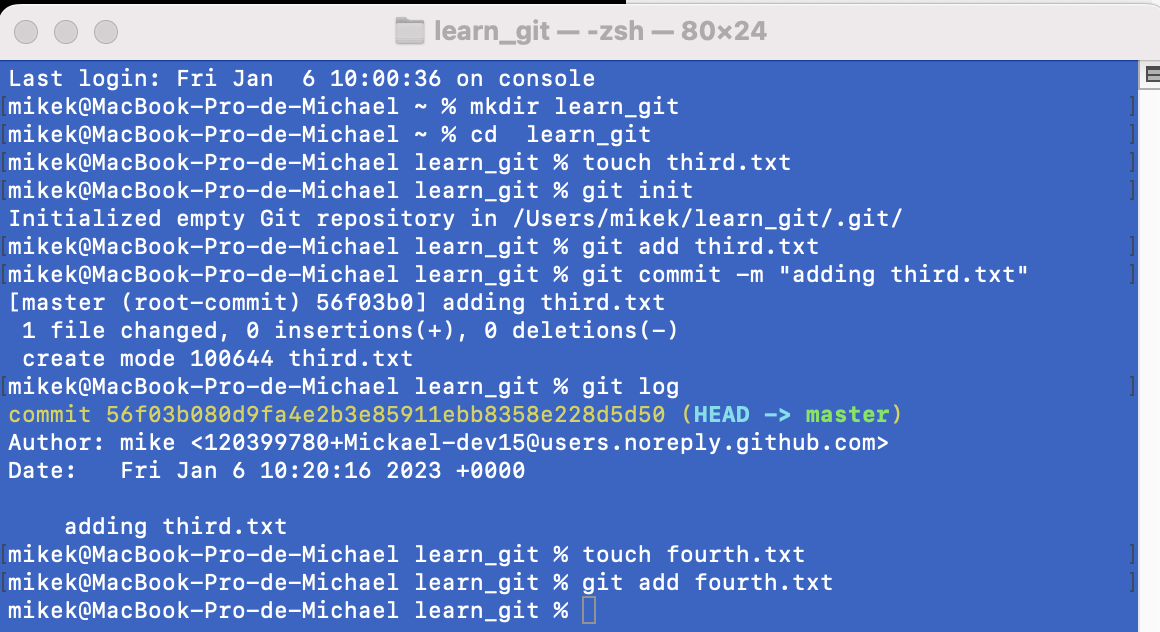 learn_git — -zsh — 80×24
Last login: Fri Jan  6 10:00:36 on console
[mikek@MacBook-Pro-de-Michael ~ % mkdir learn_git ]
[mikek@MacBook-Pro-de-Michael ~ % cd  learn_git ]
[mikek@MacBook-Pro-de-Michael learn_git % touch third.txt ]
[mikek@MacBook-Pro-de-Michael learn_git % git init ]
Initialized empty Git repository in /Users/mikek/learn_git/.git/
[mikek@MacBook-Pro-de-Michael learn_git % git add third.txt ]
[mikek@MacBook-Pro-de-Michael learn_git % git commit -m "adding third.txt" ]
[master (root-commit) 56f03b0] adding third.txt
 1 file changed, 0 insertions(+), 0 deletions(-)
 create mode 100644 third.txt
[mikek@MacBook-Pro-de-Michael learn_git % git log ]
commit 56f03b080d9fa4e2b3e85911ebb8358e228d5d50 (HEAD -> master)
Author: mike <120399780+Mickael-dev15@users.noreply.github.com>
Date:   Fri Jan 6 10:20:16 2023 +0000
    adding third.txt
[mikek@MacBook-Pro-de-Michael learn_git % touch fourth.txt ]
[mikek@MacBook-Pro-de-Michael learn_git % git add fourth.txt ]
mikek@MacBook-Pro-de-Michael learn_git %